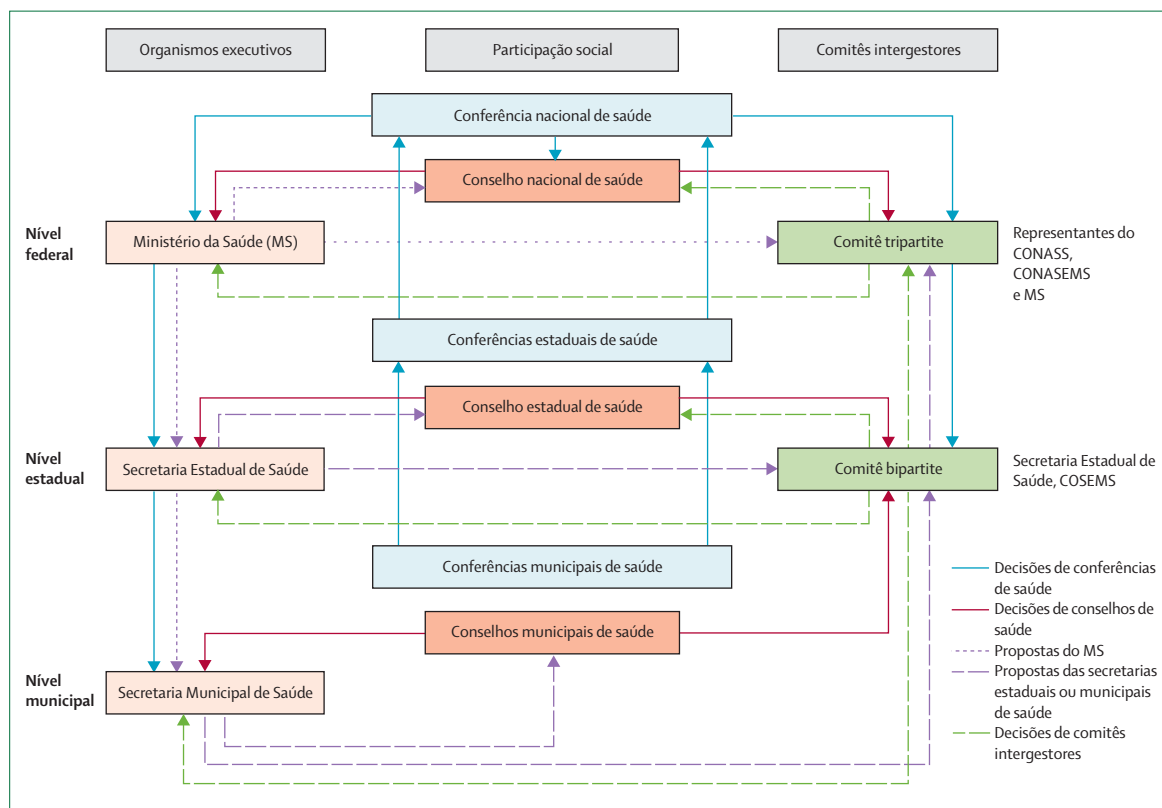 Organismos executivos
Participação social
Comitês intergestores
Conferência nacional de saúde
Conselho nacional de saúde
Nível
federal
Ministério da Saúde (MS)
Comitê tripartite
Representantes do
CONASS,
CONASEMS
e MS
Conferências estaduais de saúde
Conselho estadual de saúde
Nível
estadual
Secretaria Estadual de Saúde
Comitê bipartite
Secretaria Estadual de
Saúde, COSEMS
Conferências municipais de saúde
Conselhos municipais de saúde
Nível
municipal
Secretaria Municipal de Saúde
Decisões de conferências
de saúde
Decisões de conselhos de
saúde
Propostas do MS
Propostas das secretarias
estaduais ou municipais
de saúde
Decisões de comitês
intergestores